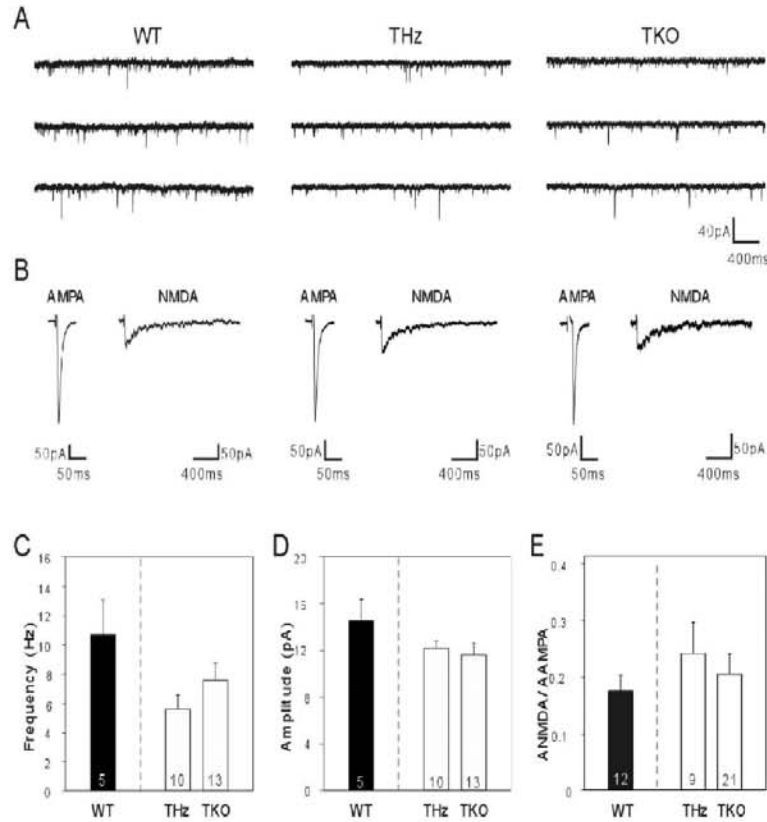 A
WT THz TKO
40pA
400ms
B
AMPA NMDA AMPA NMDA AMPA NMDA
50pA 50pA 50pA 50pA 50pA 50pA
50ms 400ms 50ms 400ms 50ms 400ms
C D E
Frequency (Hz)
16
14
12
10
8
6
4
2
0
5 10 13
WT THz TKO
Amplitude (pA)
20
16
12
8
4
0
5 10 13
WT THz TKO
ANMDA/AAMPA
0.4
0.3
0.2
0.1
0
12 9 21
WT THz TKO